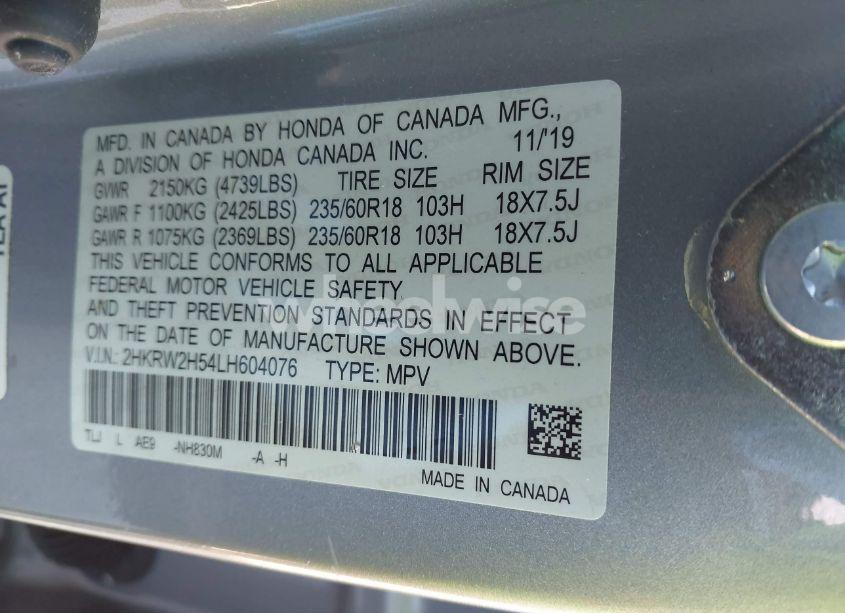 MFD. IN CANADA BY HONDA OF CANADA MFG.,
A DIVISION OF HONDA CANADA INC. 11/'19
GVWR 2150KG (4739LBS) TIRE SIZE RIM SIZE
GAWR F 1100KG (2425LBS) 235/60R18 103H 18X7.5J
GAWR R 1075KG (2369LBS) 235/60R18 103H 18X7.5J
THIS VEHICLE CONFORMS TO ALL APPLICABLE
FEDERAL MOTOR VEHICLE SAFETY
AND THEFT PREVENTION STANDARDS IN EFFECT
ON THE DATE OF MANUFACTURE SHOWN ABOVE.
V.I.N.: 2HKRW2H54LH604076 TYPE: MPV
TLJ L AE9 -NH830M -A -H
MADE IN CANADA
wheelwise